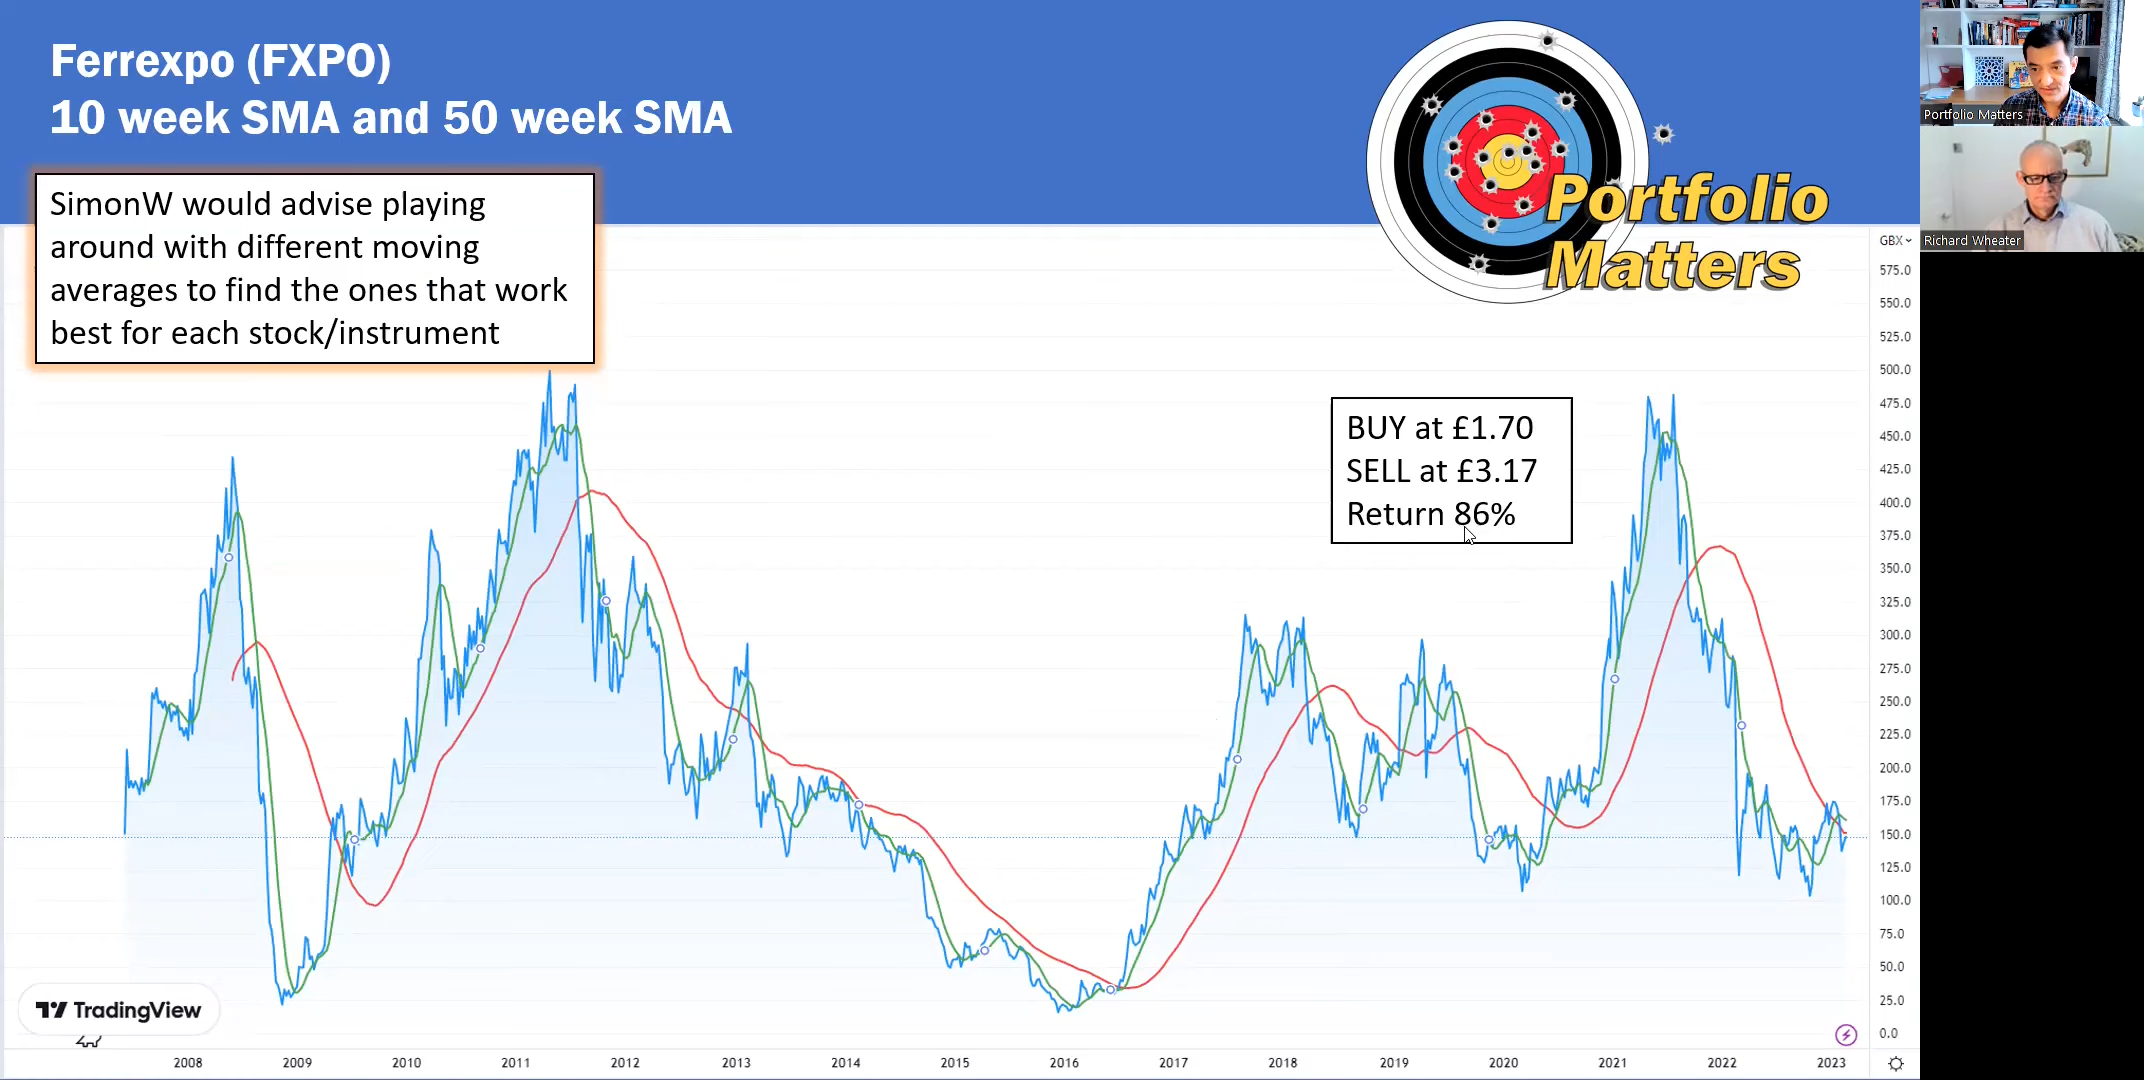 Ferrexpo (FXPO)
10 week SMA and 50 week SMA
SimonW would advise playing
around with different moving
averages to find the ones that work
best for each stock/instrument
Portfolio
Matters
Portfolio Matters
Richard Wheater
BUY at £1.70
SELL at £3.17
Return 86%
GBX
575.0
550.0
525.0
500.0
475.0
450.0
425.0
400.0
375.0
350.0
325.0
300.0
275.0
250.0
225.0
200.0
175.0
150.0
125.0
100.0
75.0
50.0
25.0
0.0
TradingView
2008 2009 2010 2011 2012 2013 2014 2015 2016 2017 2018 2019 2020 2021 2022 2023